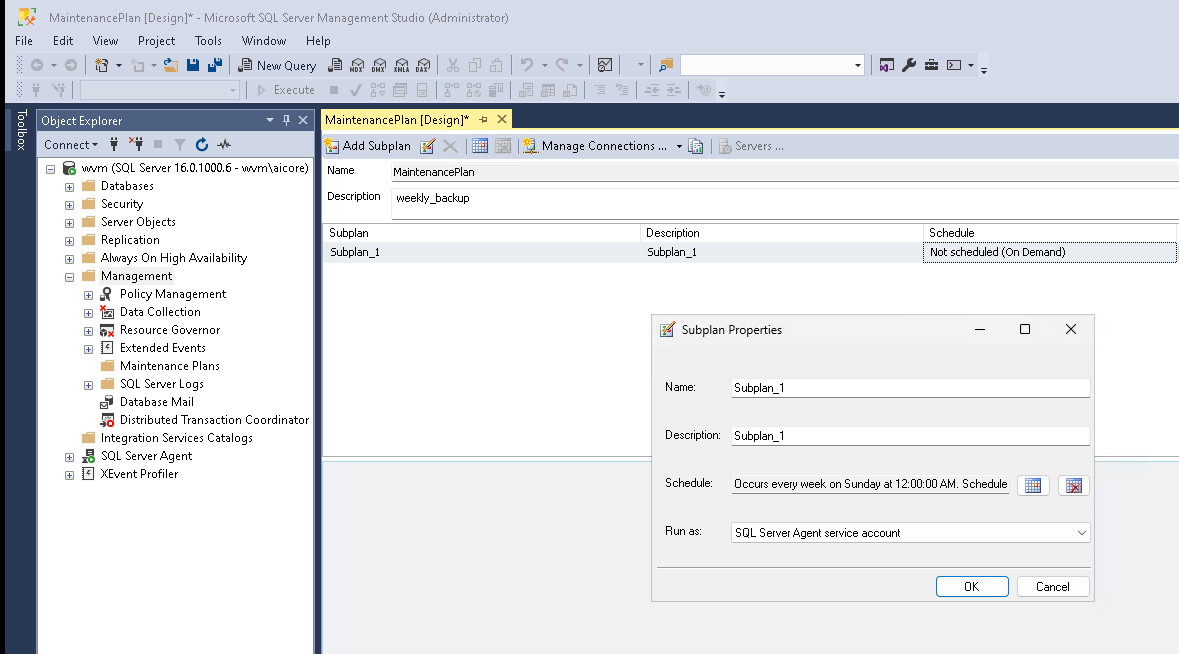 MaintenancePlan [Design]* - Microsoft SQL Server Management Studio (Administrator)
File Edit View Project Tools Window Help
New Query MDX DMX XMLA DAX
Execute
Toolbox
Object Explorer
Connect
wvm (SQL Server 16.0.1000.6 - wvm\aicore)
Databases
Security
Server Objects
Replication
Always On High Availability
Management
Policy Management
Data Collection
Resource Governor
Extended Events
Maintenance Plans
SQL Server Logs
Database Mail
Distributed Transaction Coordinator
Integration Services Catalogs
SQL Server Agent
XEvent Profiler
MaintenancePlan [Design]*
Add Subplan Manage Connections ... Servers ...
Name MaintenancePlan
Description weekly_backup
Subplan Description Schedule
Subplan_1 Subplan_1 Not scheduled (On Demand)
Subplan Properties
Name: Subplan_1
Description: Subplan_1
Schedule: Occurs every week on Sunday at 12:00:00 AM. Schedule
Run as: SQL Server Agent service account
OK Cancel